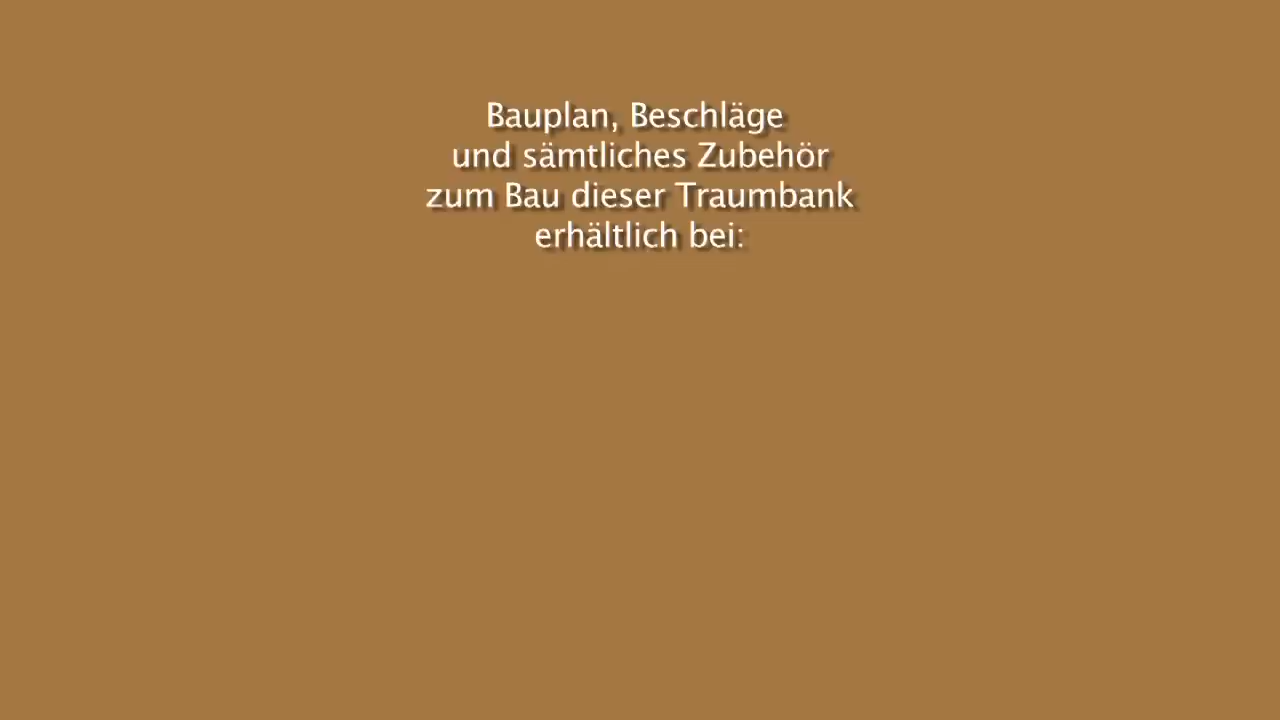 Bauplan, Beschläge
und sämtliches Zubehör
zum Bau dieser Traumbank
erhältlich bei: